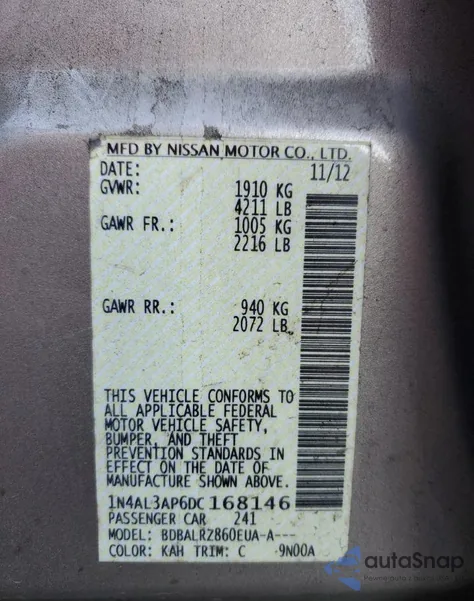 MFD BY NISSAN MOTOR CO., LTD.
DATE: 11/12
GVWR: 1910 KG
4211 LB
GAWR FR.: 1005 KG
2216 LB
GAWR RR.: 940 KG
2072 LB
THIS VEHICLE CONFORMS TO
ALL APPLICABLE FEDERAL
MOTOR VEHICLE SAFETY,
BUMPER, AND THEFT
PREVENTION STANDARDS IN
EFFECT ON THE DATE OF
MANUFACTURE SHOWN ABOVE.
1N4AL3AP6DC168146
PASSENGER CAR 241
MODEL: BDBALRZ860EUA-A---
COLOR: KAH TRIM: C 9N00A
autoSnap